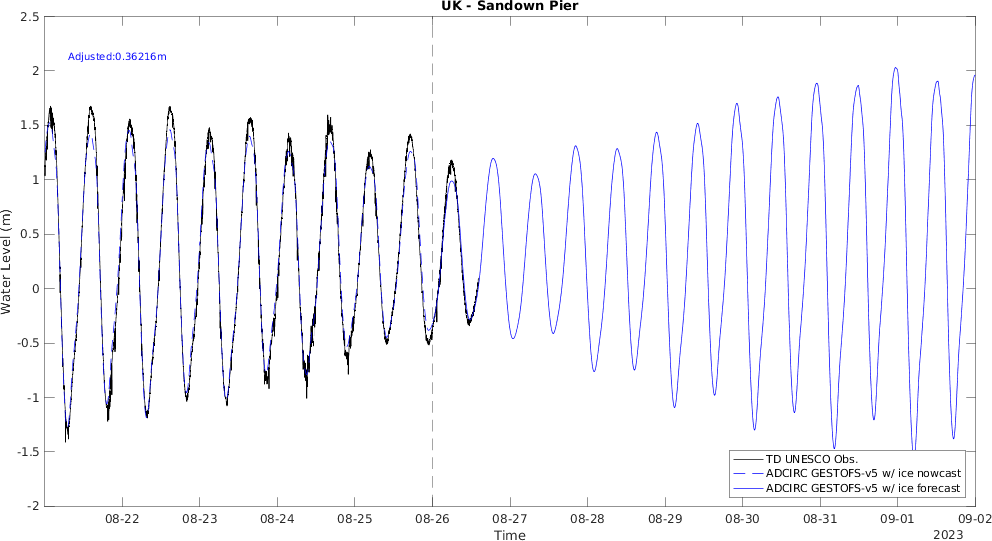 UK - Sandown Pier
Adjusted:0.36216m
2.5
2
1.5
1
0.5
0
-0.5
-1
-1.5
-2
Water Level (m)
TD UNESCO Obs.
ADCIRC GESTOFS-v5 w/ ice nowcast
ADCIRC GESTOFS-v5 w/ ice forecast
08-22 08-23 08-24 08-25 08-26 08-27 08-28 08-29 08-30 08-31 09-01 09-02
Time
2023